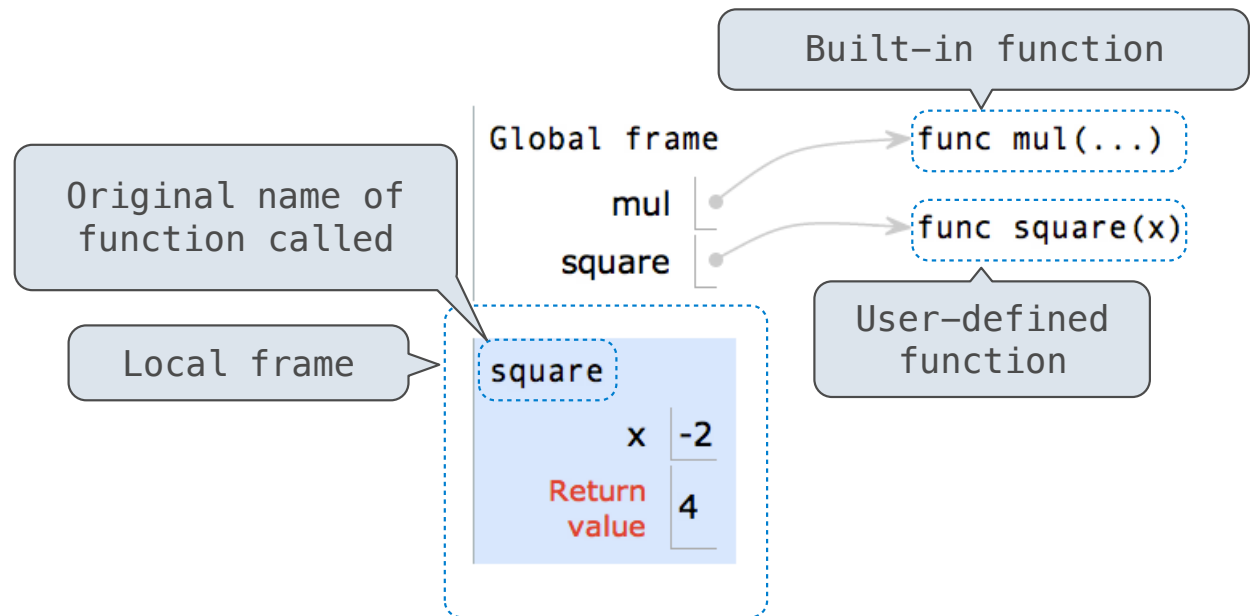 Built-in function
Global frame
func mul(...)
mul
Original name of
function called
func square(x)
square
User-defined
function
Local frame
square
x -2
Return
value 4